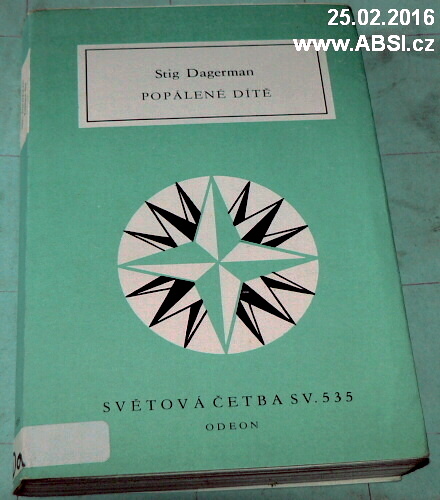 25.02.2016
www.ABSI.cz
Stig Dagerman
POPÁLENÉ DÍTĚ
SVĚTOVÁ ČETBA SV. 535
ODEON